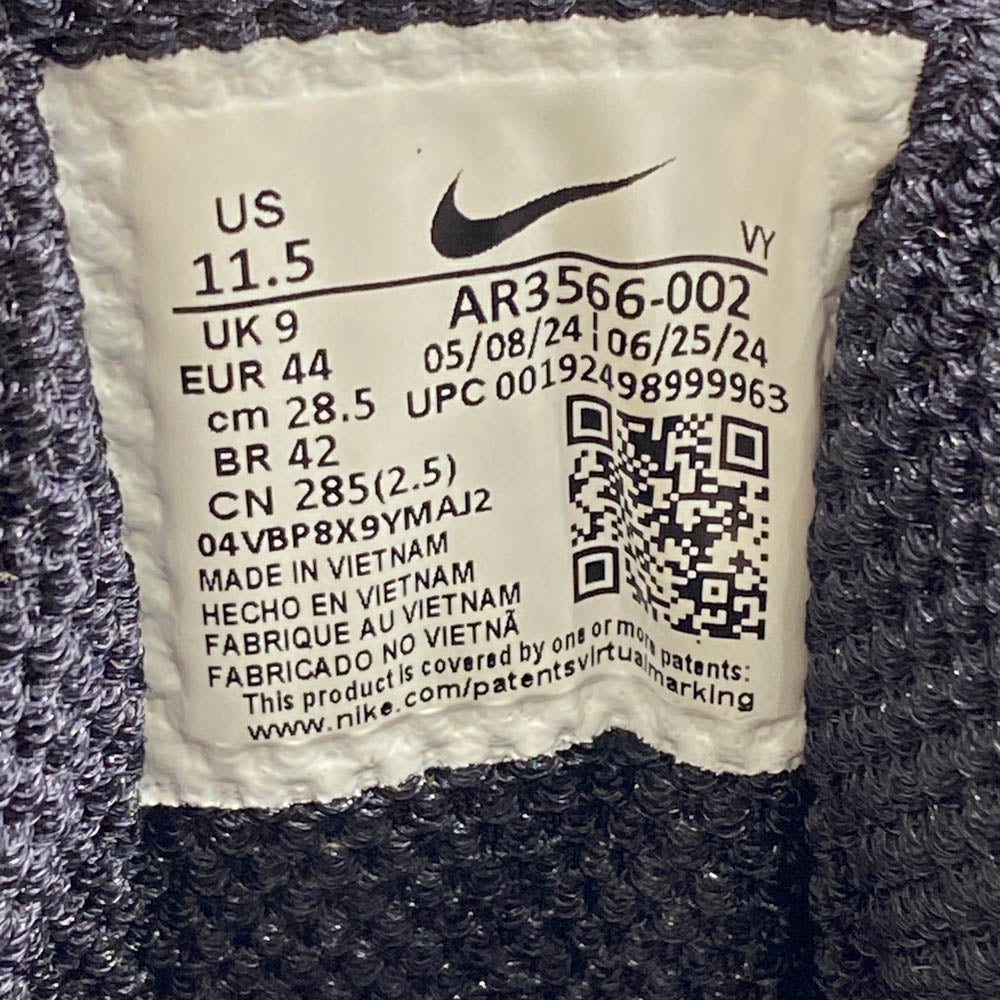 US
11.5
VY
UK 9
EUR 44
cm 28.5
BR 42
CN 285(2.5)
AR3566-002
05/08/24 06/25/24
UPC 00192498999963
04VBP8X9YMAJ2
MADE IN VIETNAM
HECHO EN VIETNAM
FABRIQUE AU VIETNAM
FABRICADO NO VIETNÃ
This product is covered by one or more patents:
www.nike.com/patentsvirtualmarking